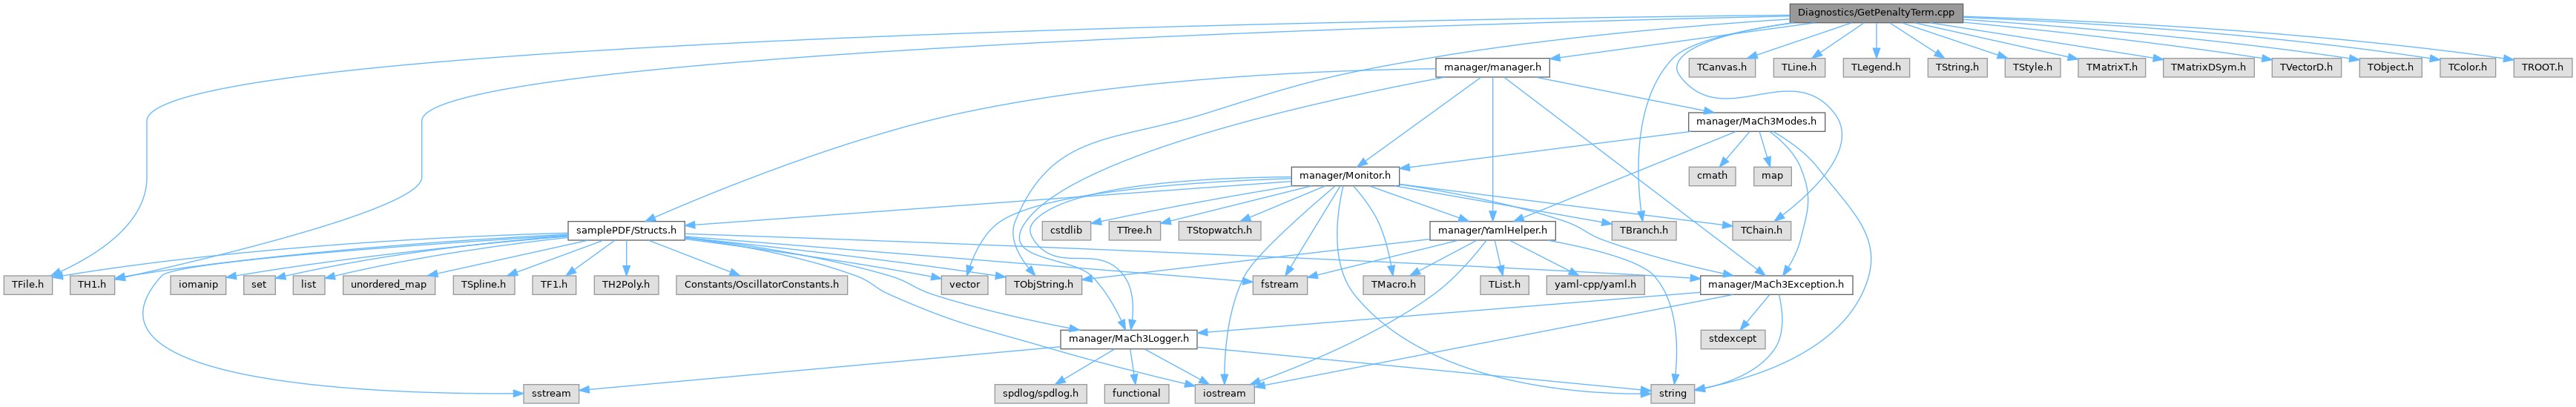 Diagnostics/GetPenaltyTerm.cpp
manager/manager.h
TCanvas.h
TLine.h
TLegend.h
TString.h
TStyle.h
TMatrixT.h
TMatrixDSym.h
TVectorD.h
TObject.h
TColor.h
TROOT.h
manager/MaCh3Modes.h
manager/Monitor.h
cmath
map
samplePDF/Structs.h
cstdlib
TTree.h
TStopwatch.h
manager/YamlHelper.h
TBranch.h
TChain.h
TFile.h
TH1.h
iomanip
set
list
unordered_map
TSpline.h
TF1.h
TH2Poly.h
Constants/OscillatorConstants.h
vector
TObjString.h
fstream
TMacro.h
TList.h
yaml-cpp/yaml.h
manager/MaCh3Exception.h
manager/MaCh3Logger.h
stdexcept
sstream
spdlog/spdlog.h
functional
iostream
string